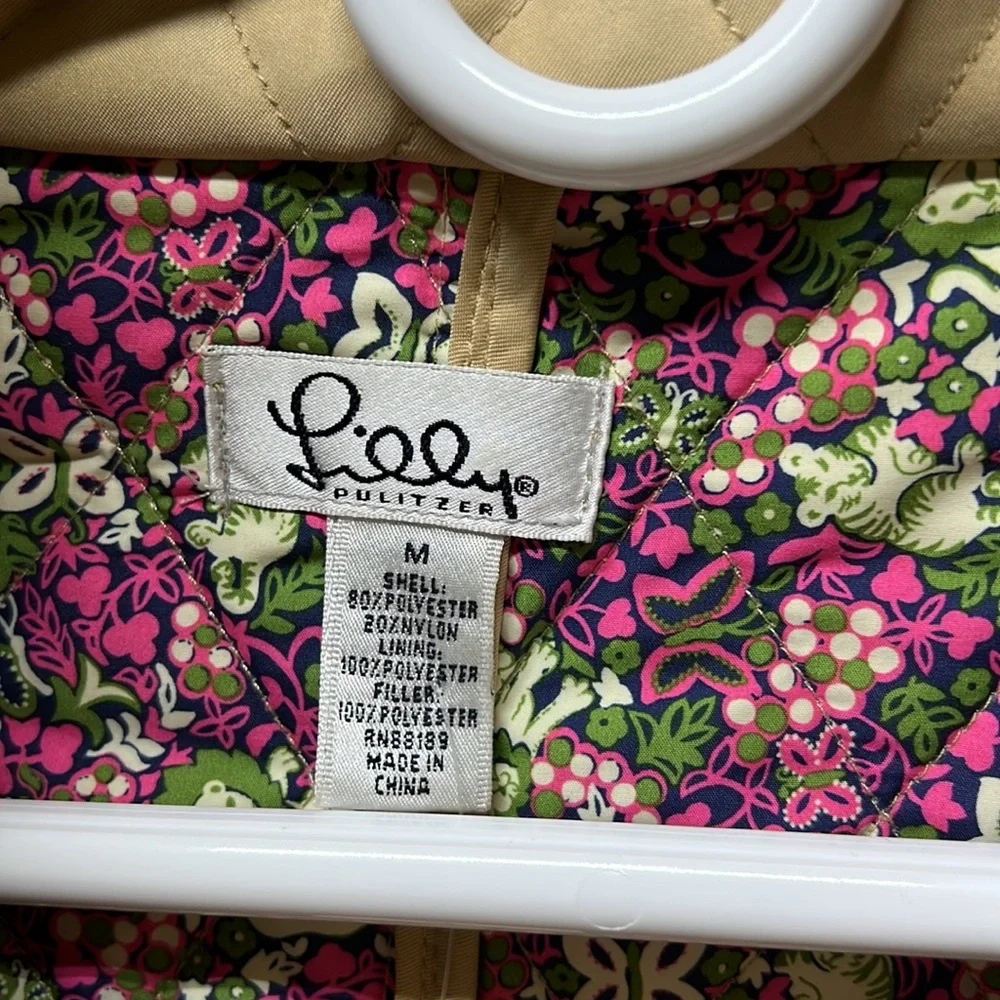 Lilly®
PULITZER
M
SHELL:
80%POLYESTER
20%NYLON
LINING:
100%POLYESTER
FILLER:
100%POLYESTER
RN88189
MADE IN
CHINA